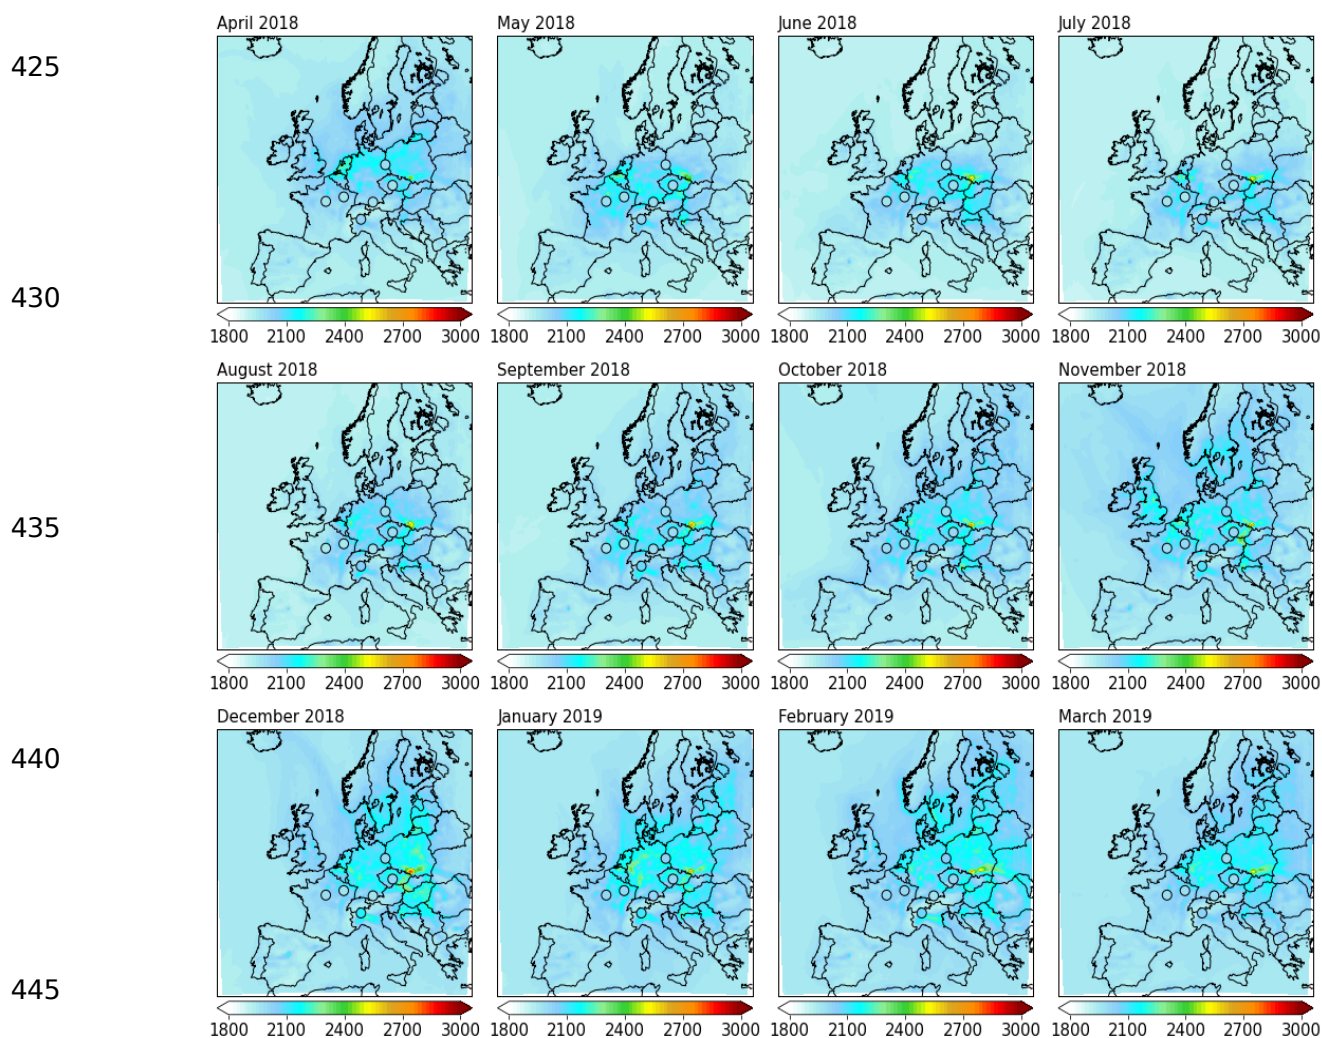 April 2018 May 2018 June 2018 July 2018
425
430
1800 2100 2400 2700 3000 1800 2100 2400 2700 3000 1800 2100 2400 2700 3000 1800 2100 2400 2700 3000
August 2018 September 2018 October 2018 November 2018
435
1800 2100 2400 2700 3000 1800 2100 2400 2700 3000 1800 2100 2400 2700 3000 1800 2100 2400 2700 3000
December 2018 January 2019 February 2019 March 2019
440
445
1800 2100 2400 2700 3000 1800 2100 2400 2700 3000 1800 2100 2400 2700 3000 1800 2100 2400 2700 3000